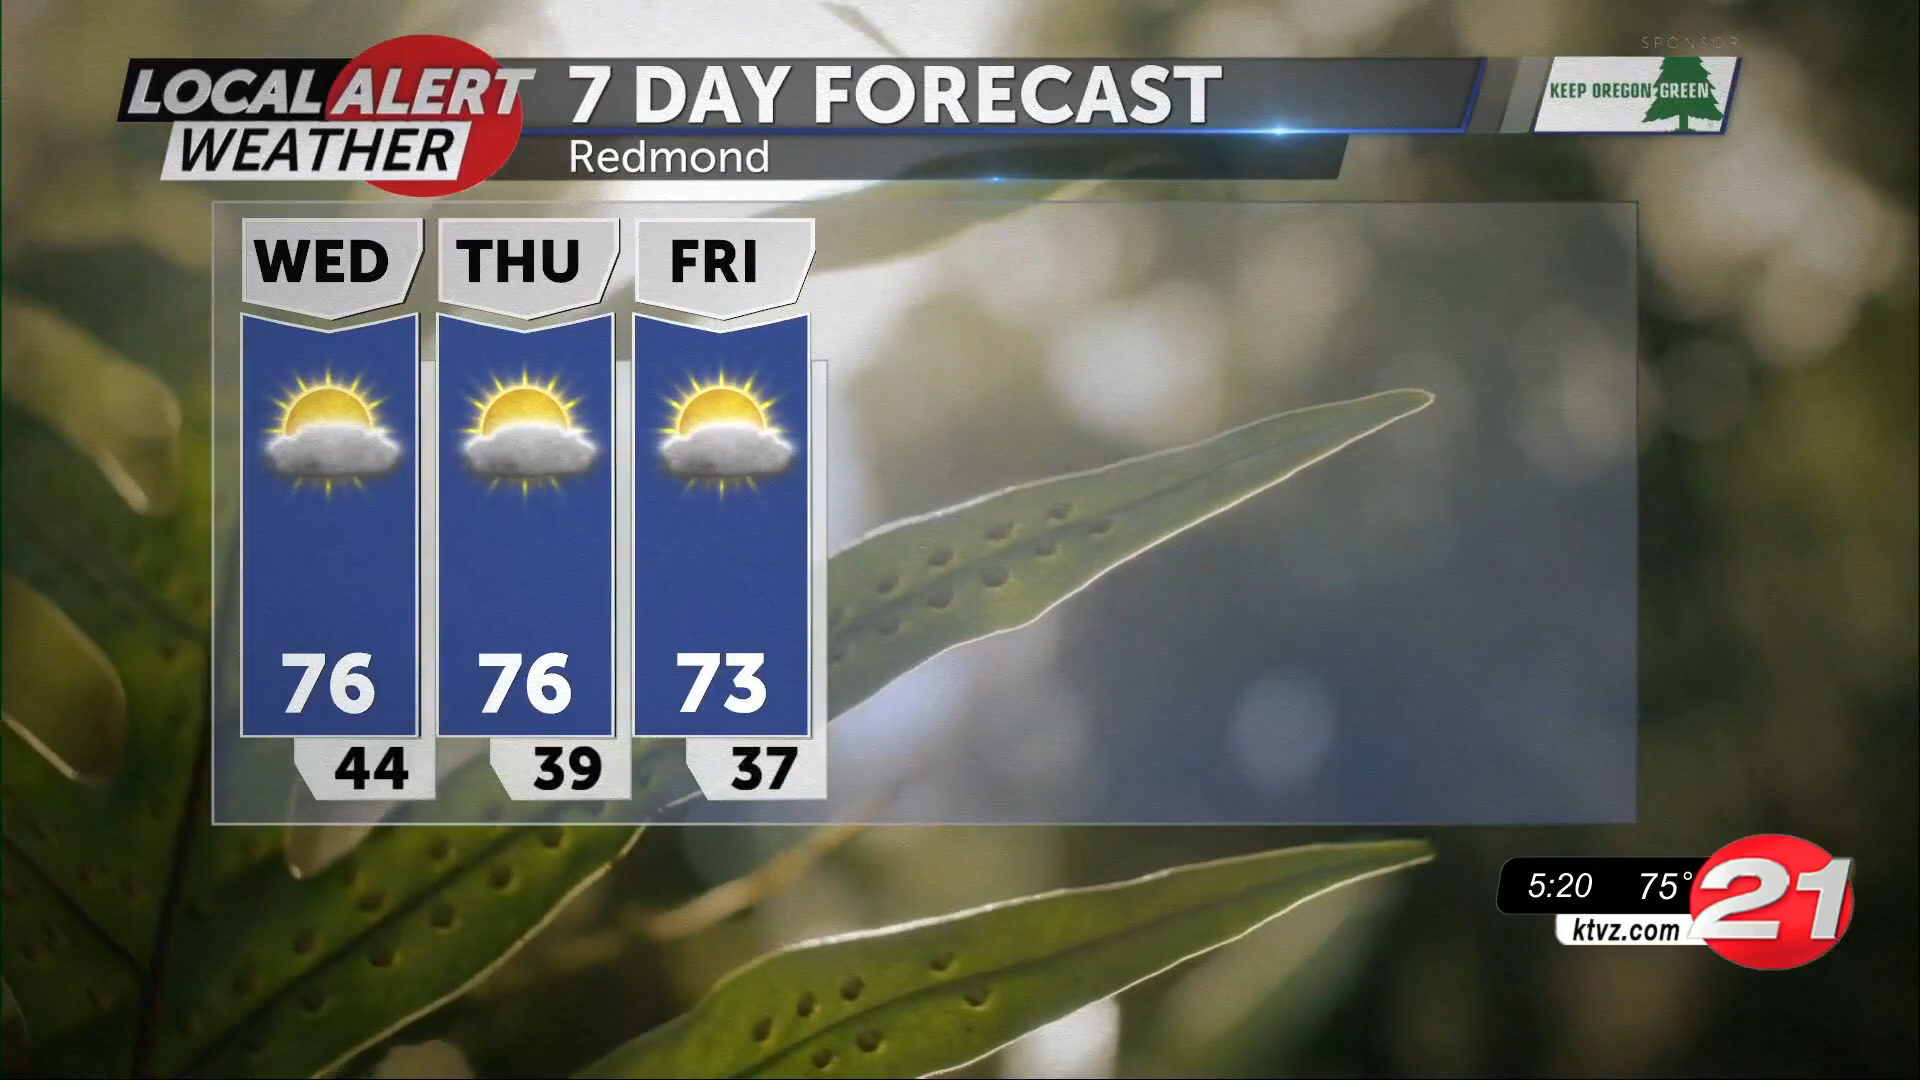 SPONSOR
LOCAL ALERT
WEATHER
7 DAY FORECAST
KEEP OREGON GREEN
Redmond
WED THU FRI
76 76 73
44 39 37
5:20 75°
21
ktvz.com